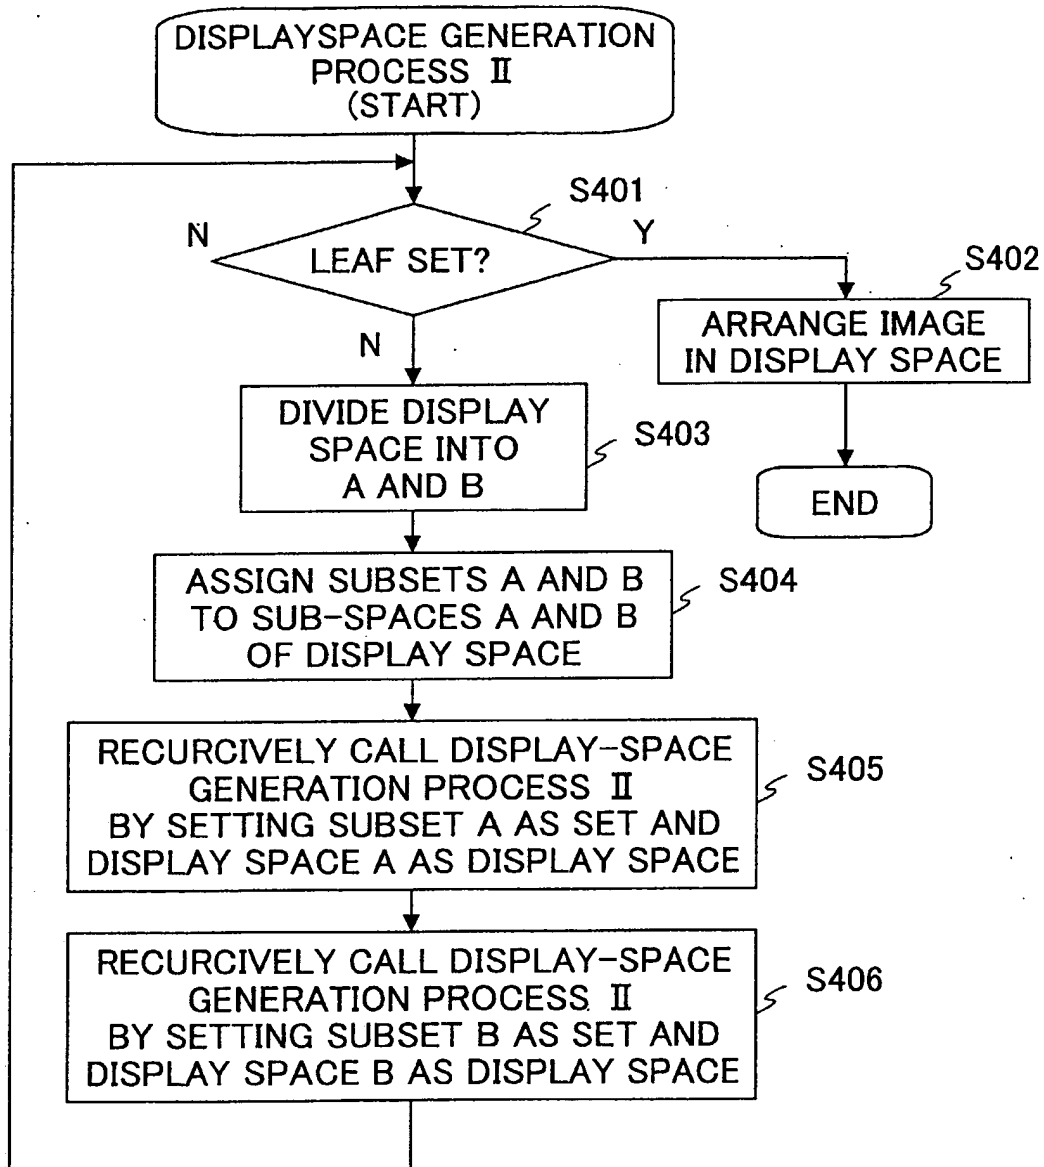 DISPLAYSPACE GENERATION
PROCESS Ⅱ
(START)
S401
N
LEAF SET?
Y
S402
ARRANGE IMAGE
IN DISPLAY SPACE
N
DIVIDE DISPLAY
SPACE INTO
A AND B
S403
END
ASSIGN SUBSETS A AND B
TO SUB-SPACES A AND B
OF DISPLAY SPACE
S404
RECURCIVELY CALL DISPLAY-SPACE
GENERATION PROCESS Ⅱ
BY SETTING SUBSET A AS SET AND
DISPLAY SPACE A AS DISPLAY SPACE
S405
RECURCIVELY CALL DISPLAY-SPACE
GENERATION PROCESS Ⅱ
BY SETTING SUBSET B AS SET AND
DISPLAY SPACE B AS DISPLAY SPACE
S406